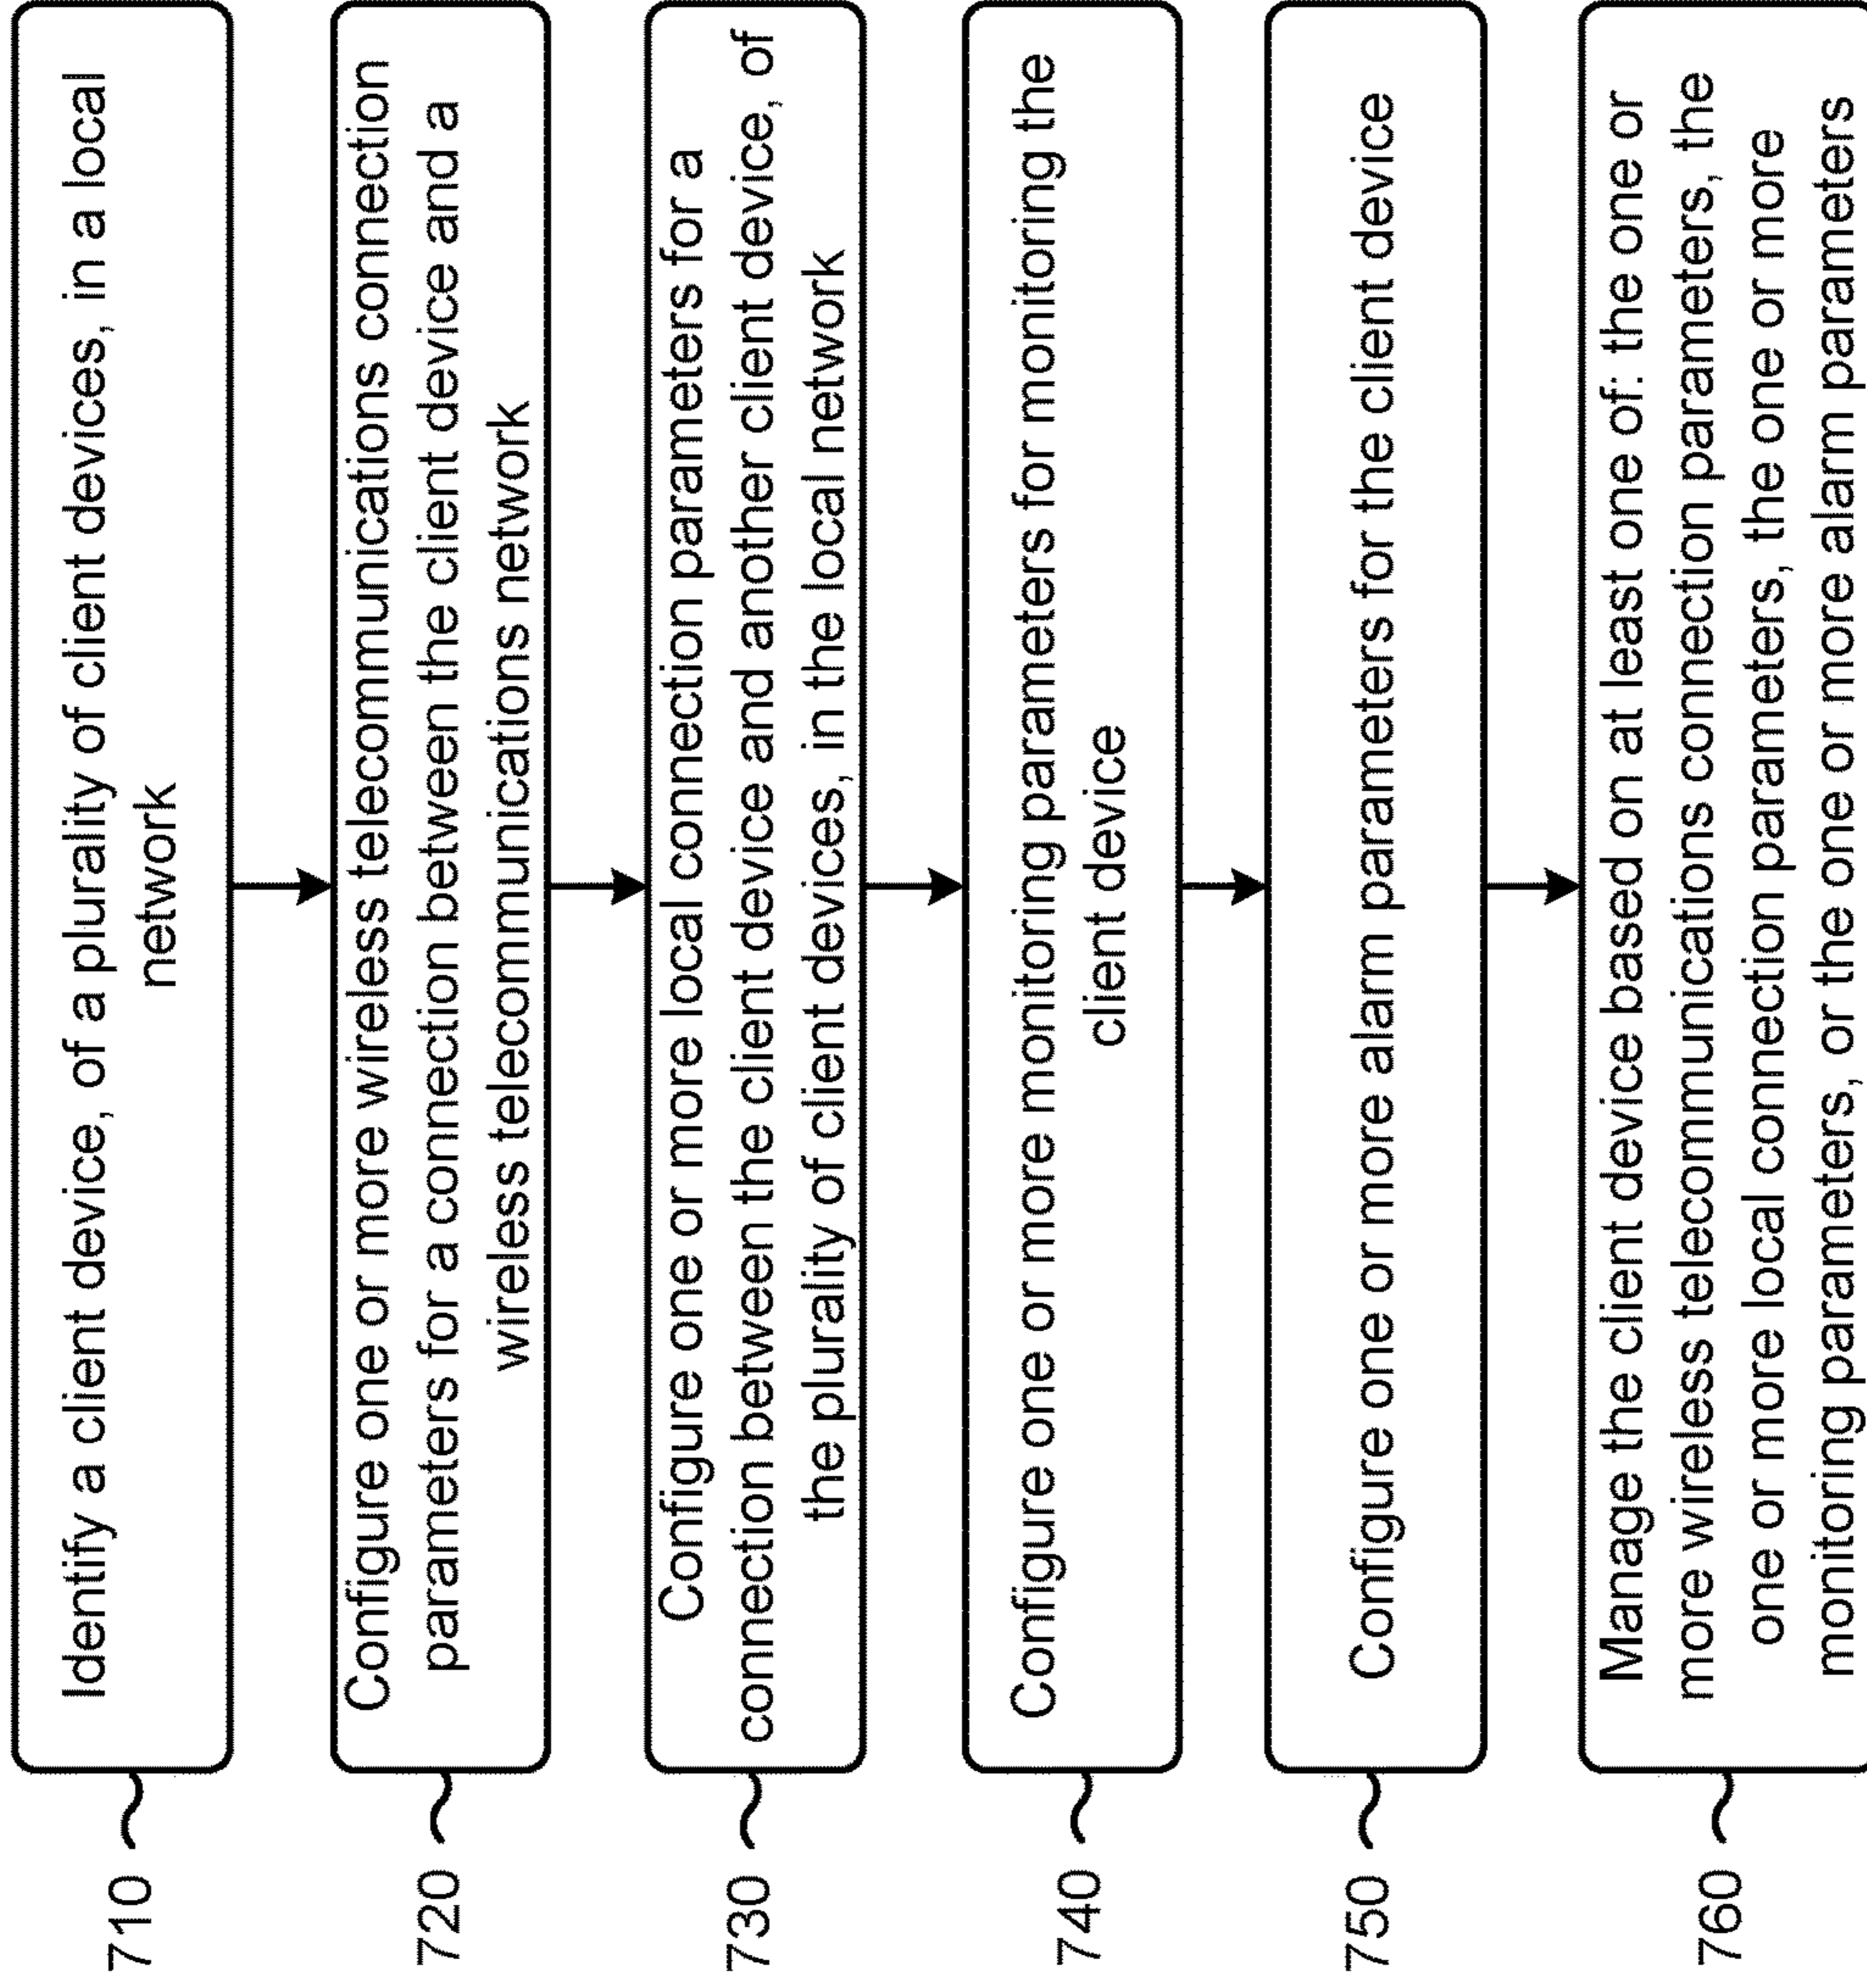 710
Identify a client device, of a plurality of client devices, in a local
network
720
Configure one or more wireless telecommunications connection
parameters for a connection between the client device and a
wireless telecommunications network
730
Configure one or more local connection parameters for a
connection between the client device and another client device, of
the plurality of client devices, in the local network
740
Configure one or more monitoring parameters for monitoring the
client device
750
Configure one or more alarm parameters for the client device
760
Manage the client device based on at least one of: the one or
more wireless telecommunications connection parameters, the
one or more local connection parameters, the one or more
monitoring parameters, or the one or more alarm parameters